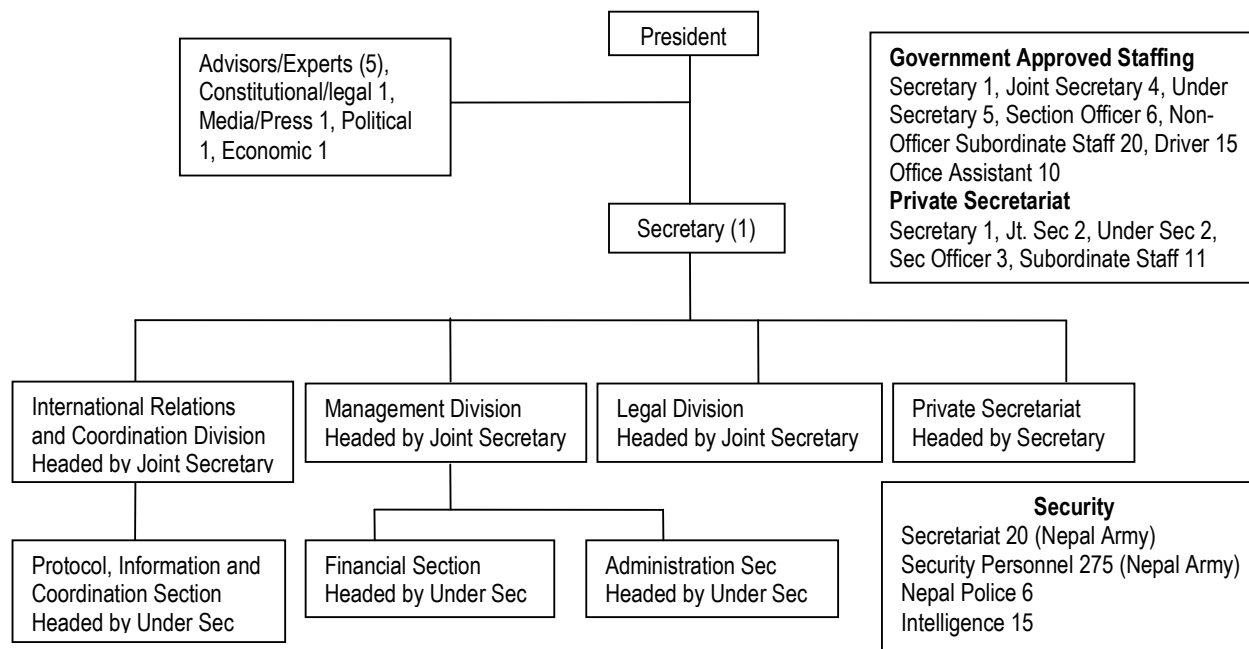 President
Advisors/Experts (5),
Constitutional/legal 1,
Media/Press 1, Political
1, Economic 1
Government Approved Staffing
Secretary 1, Joint Secretary 4, Under
Secretary 5, Section Officer 6, Non-
Officer Subordinate Staff 20, Driver 15
Office Assistant 10
Private Secretariat
Secretary 1, Jt. Sec 2, Under Sec 2,
Sec Officer 3, Subordinate Staff 11
Secretary (1)
International Relations
and Coordination Division
Headed by Joint Secretary
Management Division
Headed by Joint Secretary
Legal Division
Headed by Joint Secretary
Private Secretariat
Headed by Secretary
Protocol, Information and
Coordination Section
Headed by Under Sec
Financial Section
Headed by Under Sec
Administration Sec
Headed by Under Sec
Security
Secretariat 20 (Nepal Army)
Security Personnel 275 (Nepal Army)
Nepal Police 6
Intelligence 15